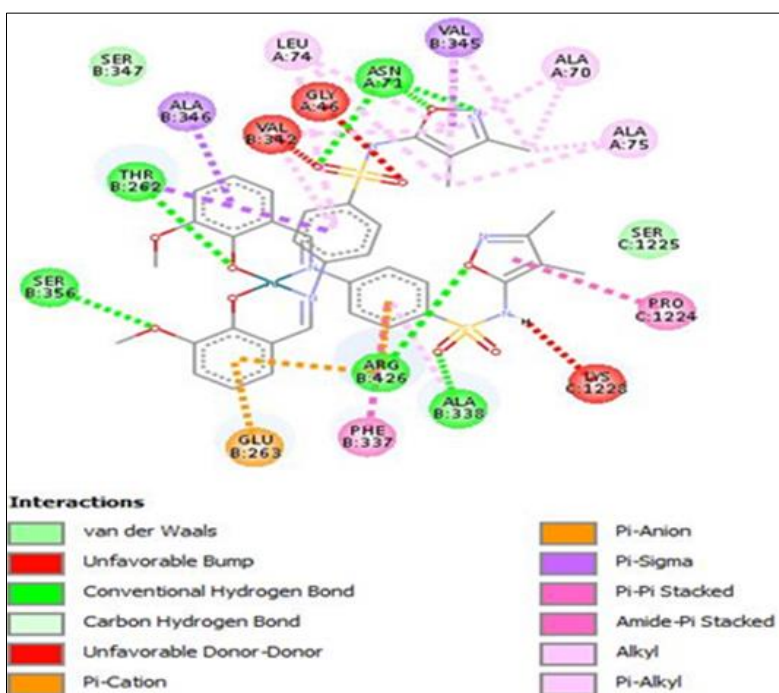 LEU
A:74
VAL
B:345
SER
B:347
ASN
A:71
ALA
A:70
GLY
A:46
ALA
B:346
VAL
B:342
ALA
A:75
THR
B:262
SER
C:1225
SER
B:356
PRO
C:1224
ARG
B:426
LYS
C:1228
ALA
B:338
PHE
B:337
GLU
B:263
Interactions
van der Waals
Unfavorable Bump
Conventional Hydrogen Bond
Carbon Hydrogen Bond
Unfavorable Donor-Donor
Pi-Cation
Pi-Anion
Pi-Sigma
Pi-Pi Stacked
Amide-Pi Stacked
Alkyl
Pi-Alkyl